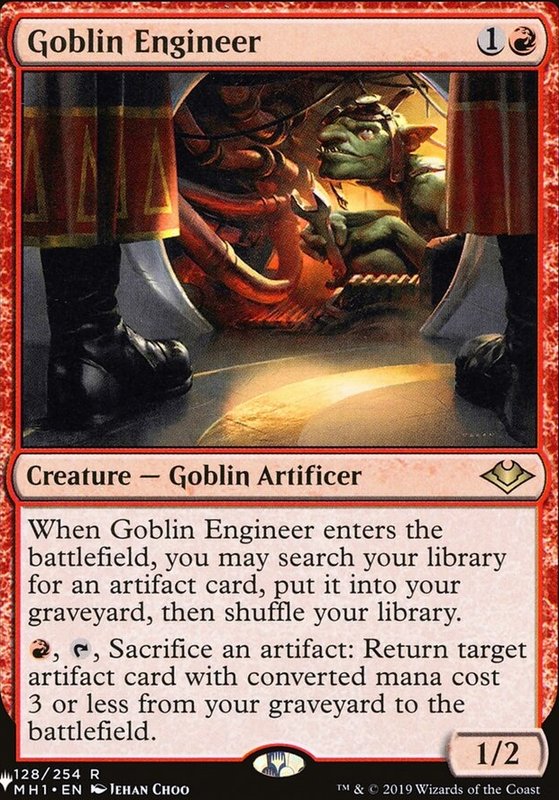 Goblin Engineer 1
Creature — Goblin Artificer
When Goblin Engineer enters the
battlefield, you may search your library
for an artifact card, put it into your
graveyard, then shuffle your library.
, , Sacrifice an artifact: Return target
artifact card with converted mana cost
3 or less from your graveyard to the
battlefield.
1/2
128/254 R
MH1 • EN Jehan Choo
™ & © 2019 Wizards of the Coast